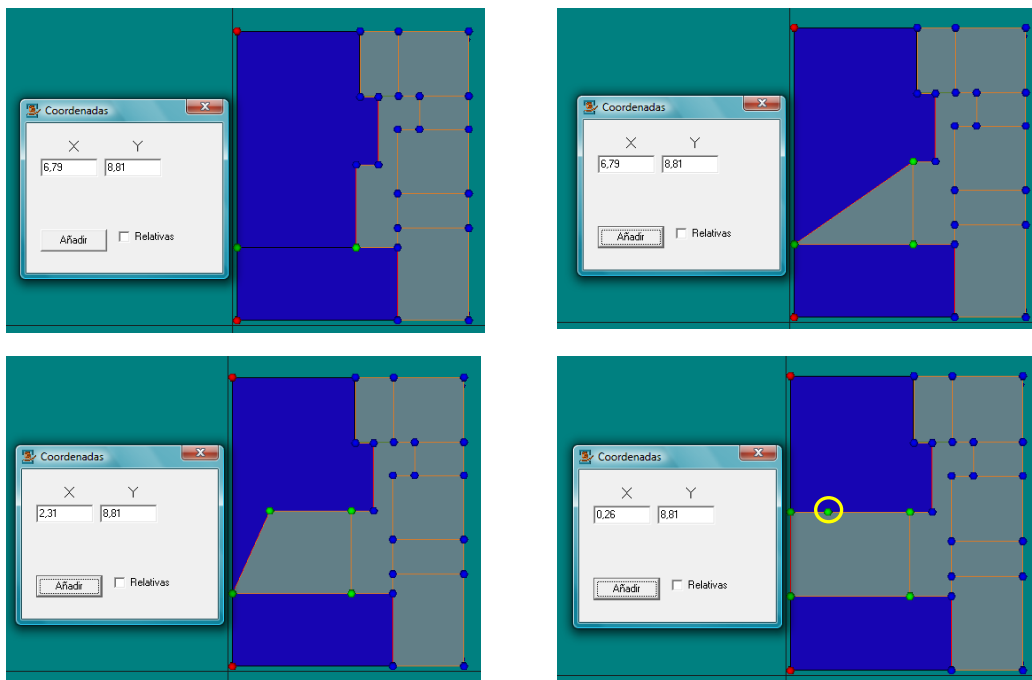 Coordenadas
X Y
6,79 8,81
Añadir Relativas
Coordenadas
X Y
6,79 8,81
Añadir Relativas
Coordenadas
X Y
2,31 8,81
Añadir Relativas
Coordenadas
X Y
0,26 8,81
Añadir Relativas